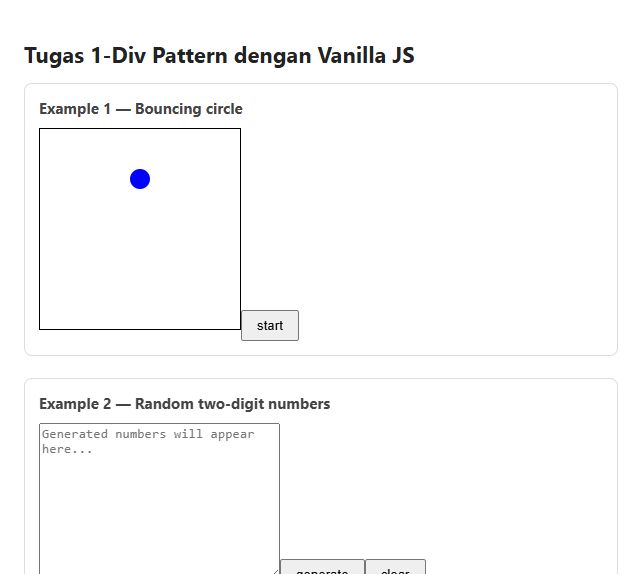 Tugas 1-Div Pattern dengan Vanilla JS
Example 1 — Bouncing circle
start
Example 2 — Random two-digit numbers
Generated numbers will appear
here...
generate
clear